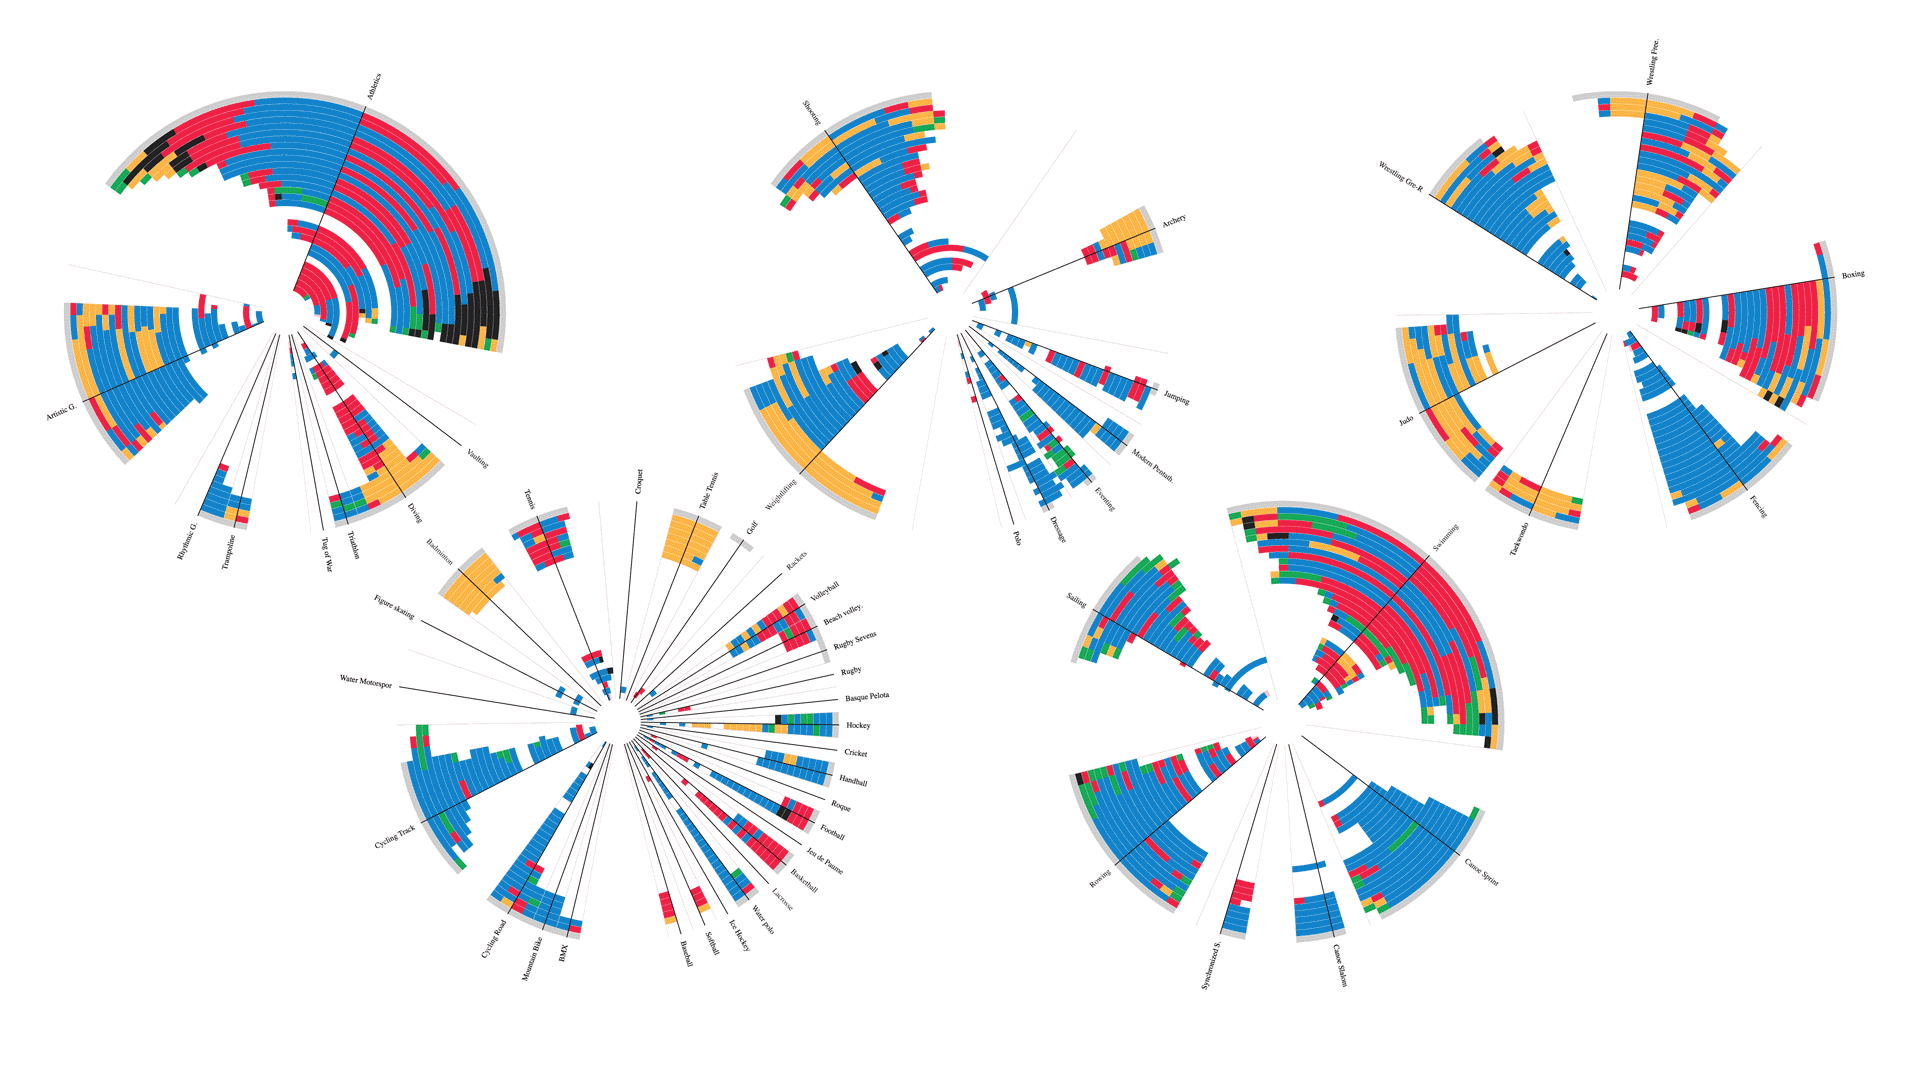 Athletics
Artistic G.
Rhythmic G.
Trampoline
Tug of War
Triathlon
Diving
Vaulting
Shooting
Archery
Jumping
Modern Pentath.
Eventing
Dressage
Polo
Weightlifting
Wrestling Free.
Wrestling Gre-R
Boxing
Judo
Taekwondo
Fencing
Croquet
Table Tennis
Golf
Rackets
Volleyball
Beach volley.
Rugby Sevens
Rugby
Basque Pelota
Hockey
Cricket
Handball
Roque
Football
Jeu de Paume
Basketball
Lacrosse
Water polo
Ice Hockey
Softball
Baseball
BMX
Mountain Bike
Cycling Road
Cycling Track
Water Motorspor
Figure skating
Badminton
Tennis
Swimming
Sailing
Rowing
Synchronized S.
Canoe Slalom
Canoe Sprint